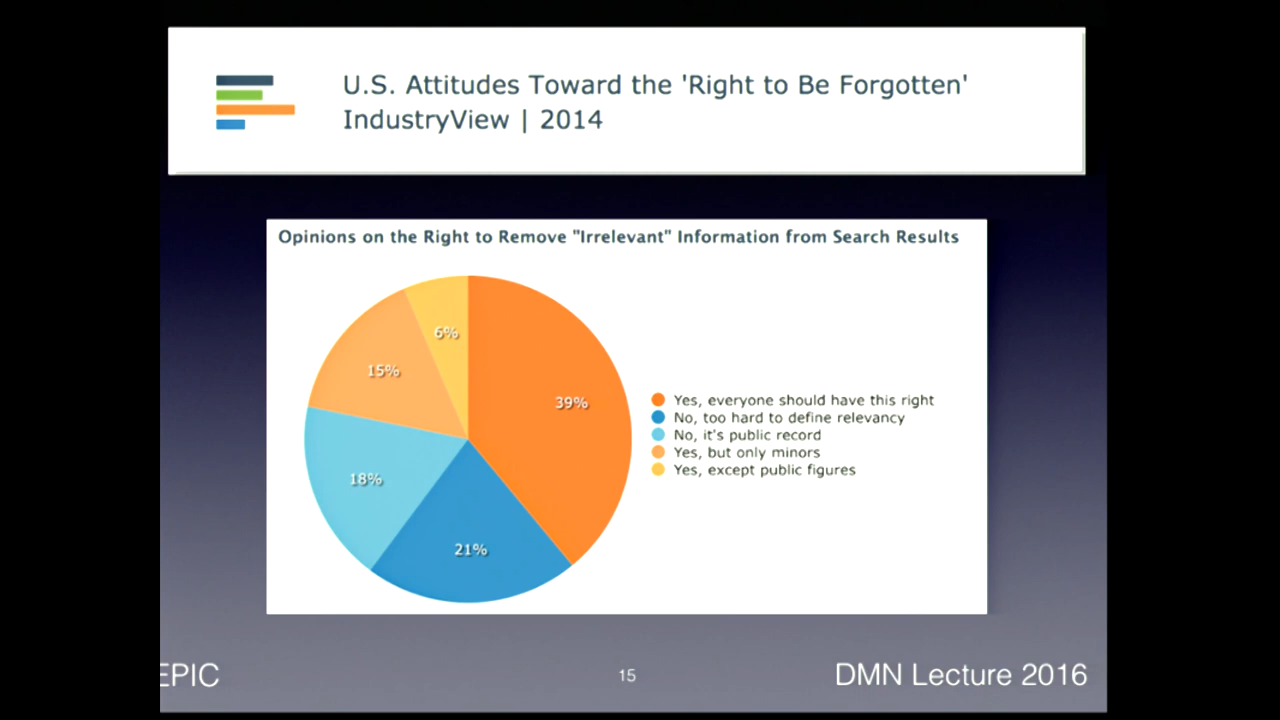 U.S. Attitudes Toward the 'Right to Be Forgotten'
IndustryView | 2014
Opinions on the Right to Remove "Irrelevant" Information from Search Results
6%
15%
39%
18%
21%
Yes, everyone should have this right
No, too hard to define relevancy
No, it's public record
Yes, but only minors
Yes, except public figures
EPIC
15
DMN Lecture 2016